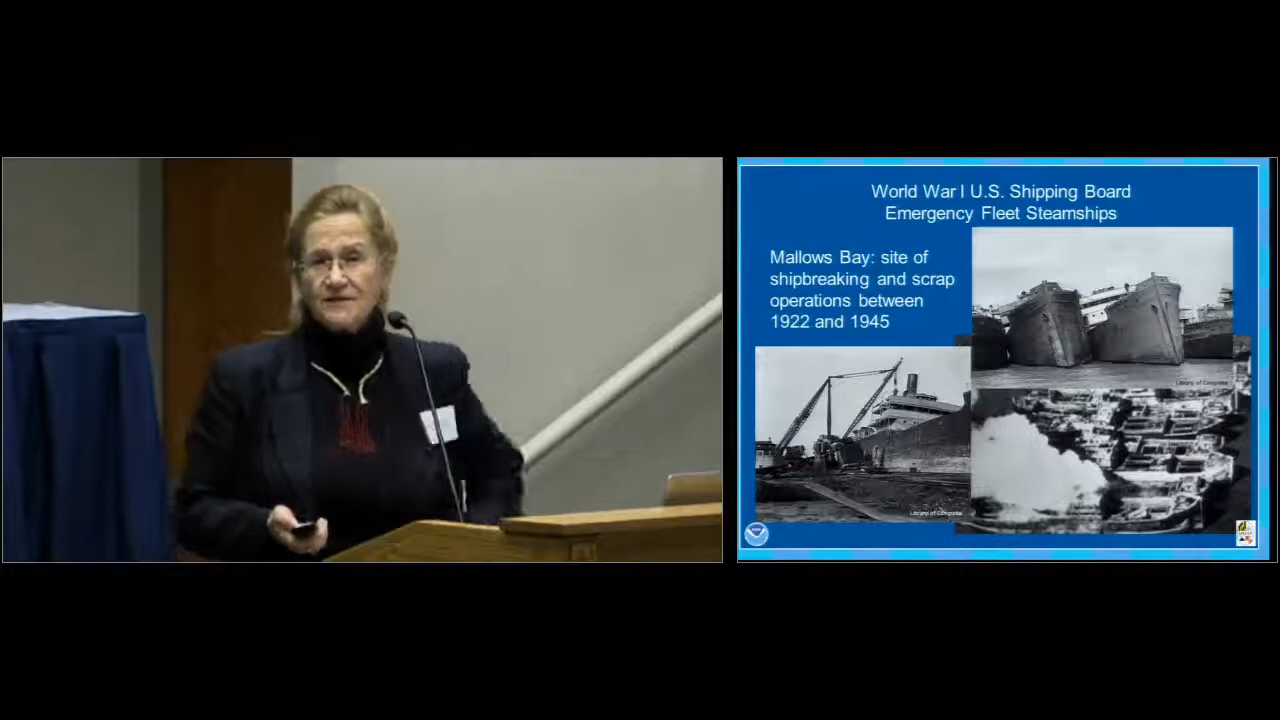 World War I U.S. Shipping Board
Emergency Fleet Steamships
Mallows Bay: site of
shipbreaking and scrap
operations between
1922 and 1945
Library of Congress
Library of Congress